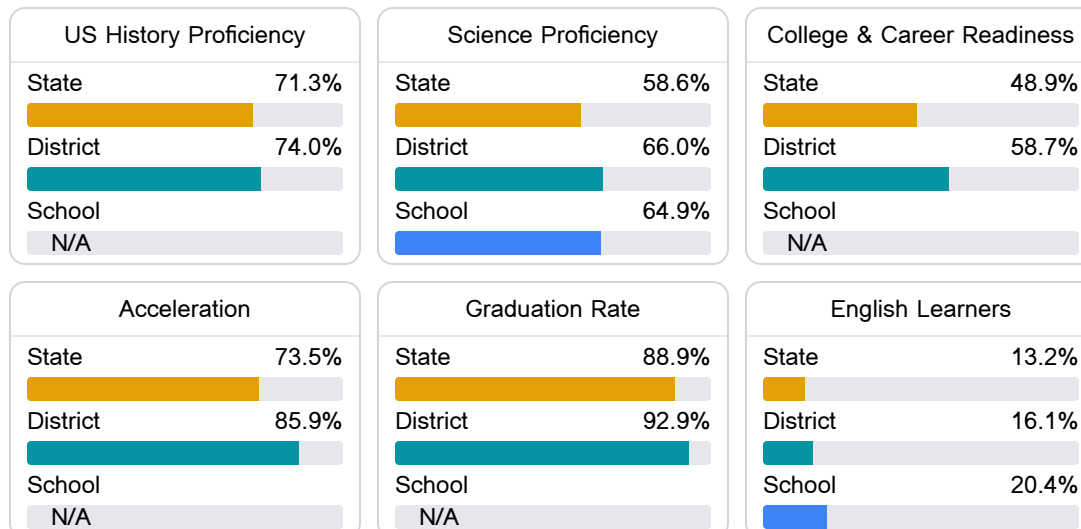 US History Proficiency
State 71.3%
District 74.0%
School
N/A
Science Proficiency
State 58.6%
District 66.0%
School 64.9%
College & Career Readiness
State 48.9%
District 58.7%
School
N/A
Acceleration
State 73.5%
District 85.9%
School
N/A
Graduation Rate
State 88.9%
District 92.9%
School
N/A
English Learners
State 13.2%
District 16.1%
School 20.4%